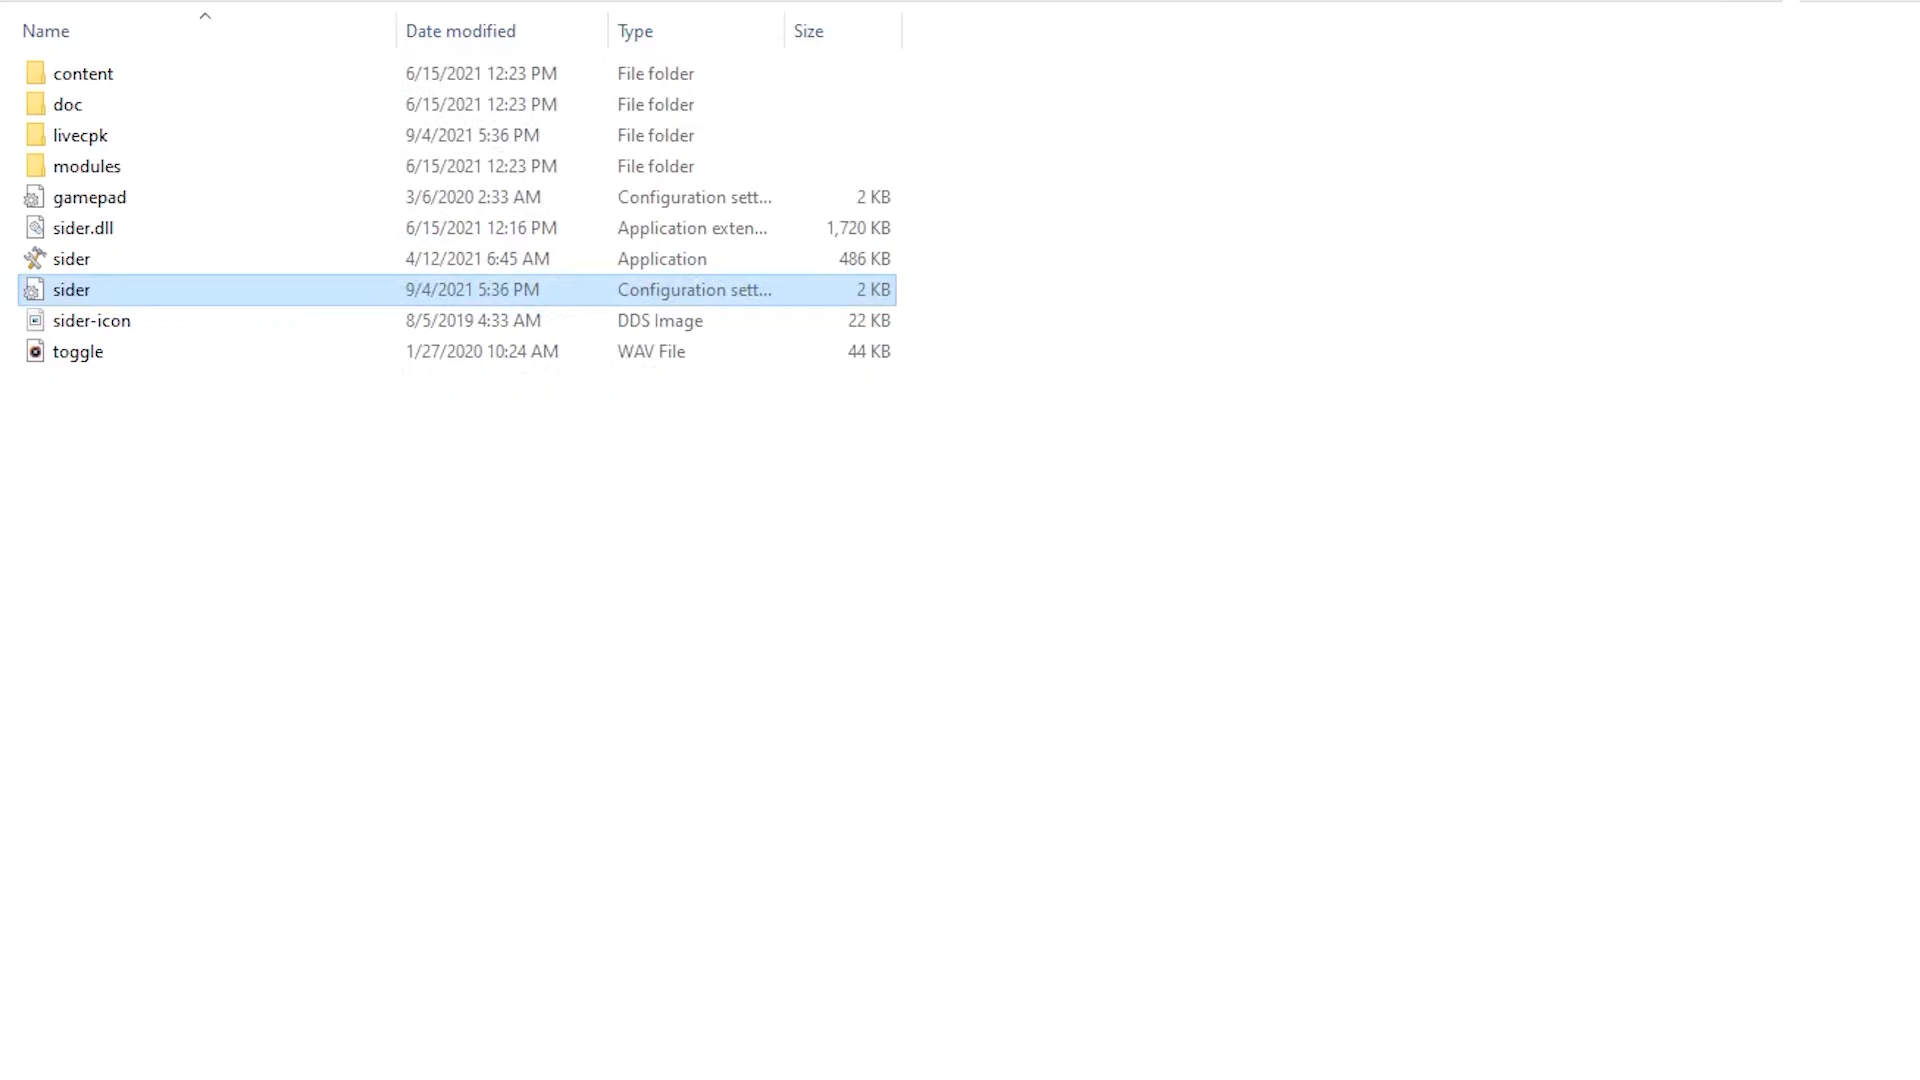 Name Date modified Type Size
content 6/15/2021 12:23 PM File folder
doc 6/15/2021 12:23 PM File folder
livecpk 9/4/2021 5:36 PM File folder
modules 6/15/2021 12:23 PM File folder
gamepad 3/6/2020 2:33 AM Configuration sett... 2 KB
sider.dll 6/15/2021 12:16 PM Application exten... 1,720 KB
sider 4/12/2021 6:45 AM Application 486 KB
sider 9/4/2021 5:36 PM Configuration sett... 2 KB
sider-icon 8/5/2019 4:33 AM DDS Image 22 KB
toggle 1/27/2020 10:24 AM WAV File 44 KB